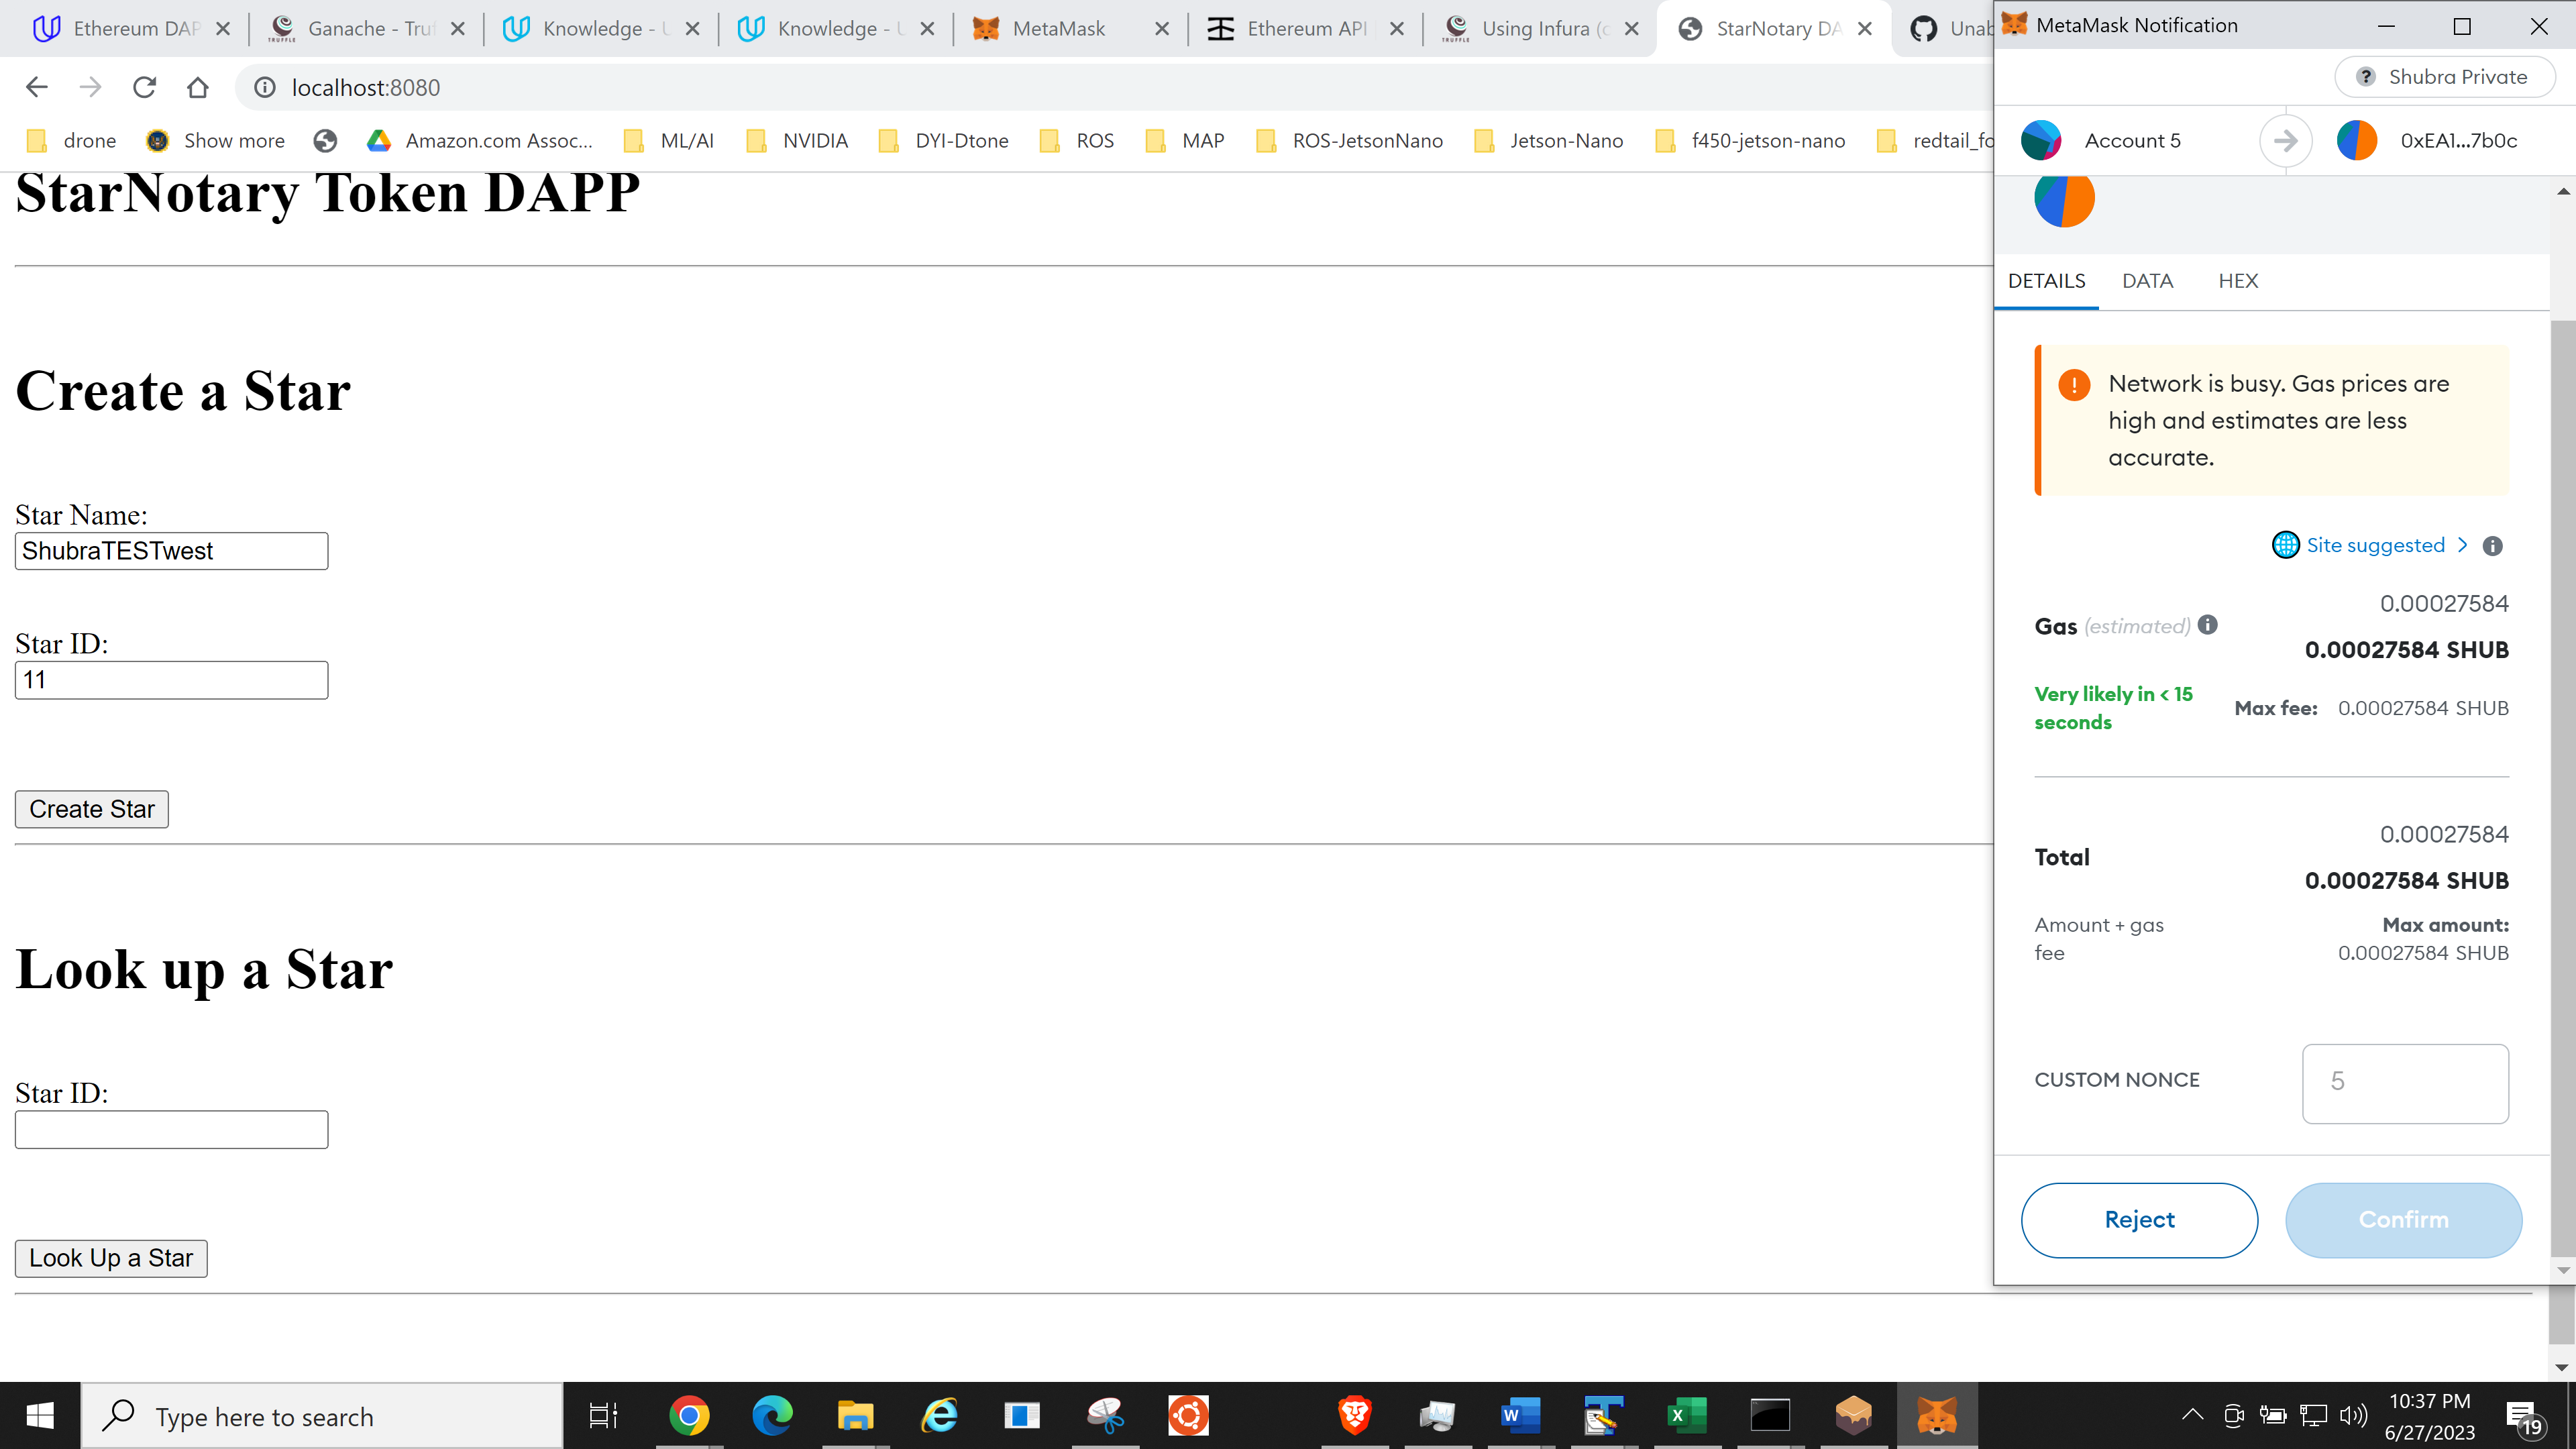 Ethereum DAP
Ganache - Truf
Knowledge - U
Knowledge - U
MetaMask
Ethereum API
Using Infura (c
StarNotary DA
Unab
MetaMask Notification
localhost:8080
? Shubra Private
drone
Show more
Amazon.com Assoc...
ML/AI
NVIDIA
DYI-Dtone
ROS
MAP
ROS-JetsonNano
Jetson-Nano
f450-jetson-nano
redtail_fo
Account 5
0xEA1...7b0c
StarNotary Token DAPP
Create a Star
Star Name:
ShubraTESTwest
Star ID:
11
Create Star
Look up a Star
Star ID:
Look Up a Star
DETAILS DATA HEX
Network is busy. Gas prices are
high and estimates are less
accurate.
Site suggested >
0.00027584
Gas (estimated)
0.00027584 SHUB
Very likely in < 15
seconds
Max fee: 0.00027584 SHUB
0.00027584
Total
0.00027584 SHUB
Amount + gas
fee
Max amount:
0.00027584 SHUB
CUSTOM NONCE
5
Reject
Confirm
Type here to search
10:37 PM
6/27/2023
19